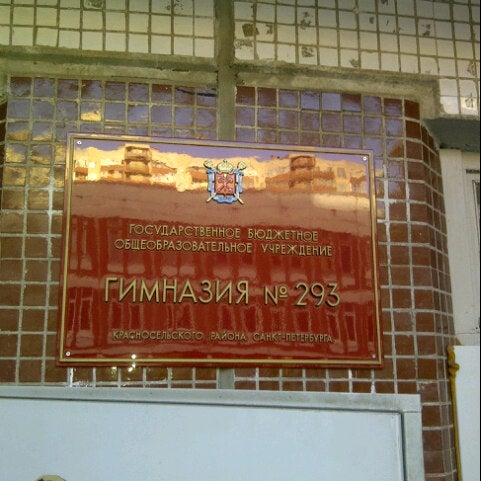 ГОСУДАРСТВЕННОЕ БЮДЖЕТНОЕ
ОБЩЕОБРАЗОВАТЕЛЬНОЕ УЧРЕЖДЕНИЕ
ГИМНАЗИЯ № 293
КРАСНОСЕЛЬСКОГО РАЙОНА САНКТ-ПЕТЕРБУРГА